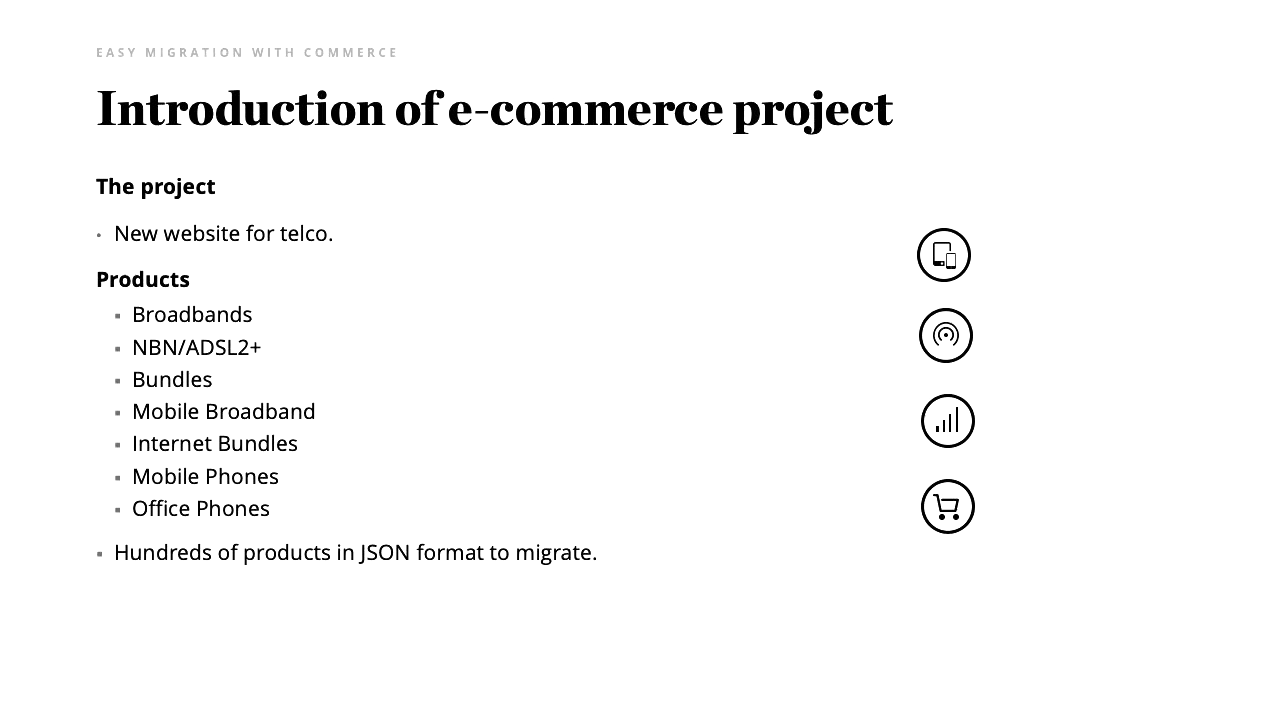 EASY MIGRATION WITH COMMERCE
Introduction of e-commerce project
The project
• New website for telco.
Products
▪ Broadbands
▪ NBN/ADSL2+
▪ Bundles
▪ Mobile Broadband
▪ Internet Bundles
▪ Mobile Phones
▪ Office Phones
▪ Hundreds of products in JSON format to migrate.